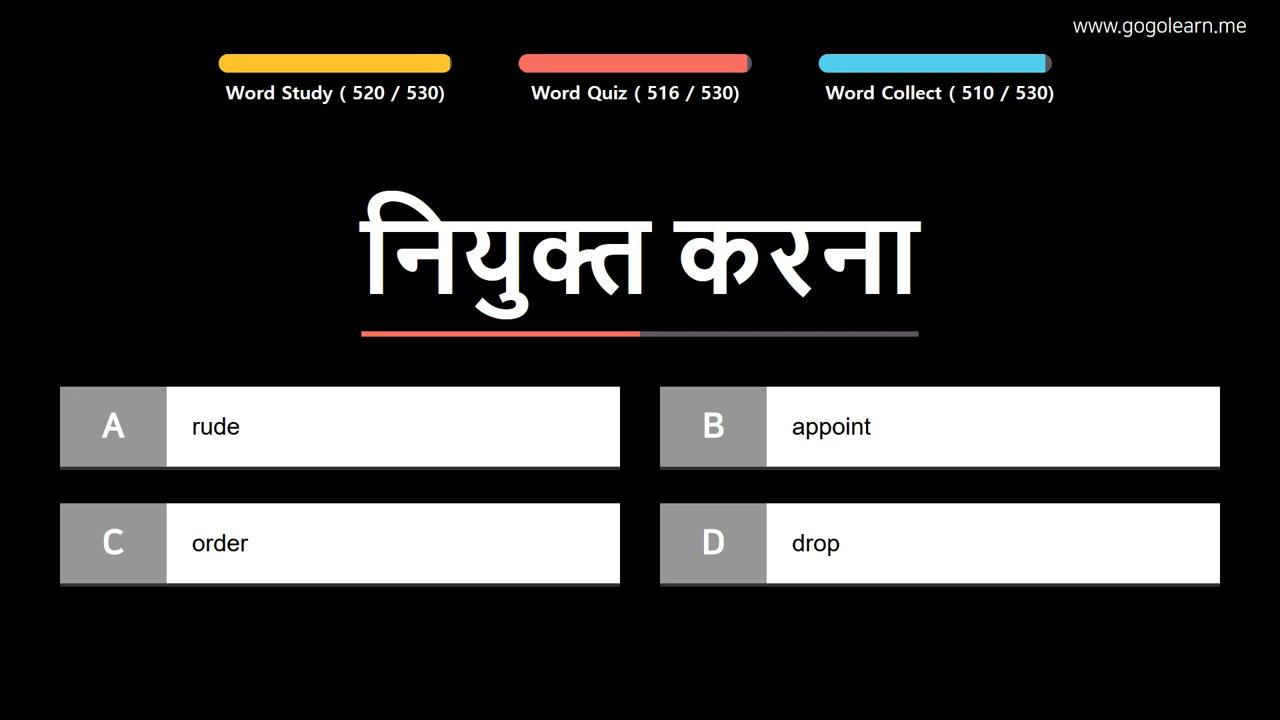 www.gogolearn.me
Word Study ( 520 / 530)
Word Quiz ( 516 / 530)
Word Collect ( 510 / 530)
नियुक्त करना
A rude
B appoint
C order
D drop